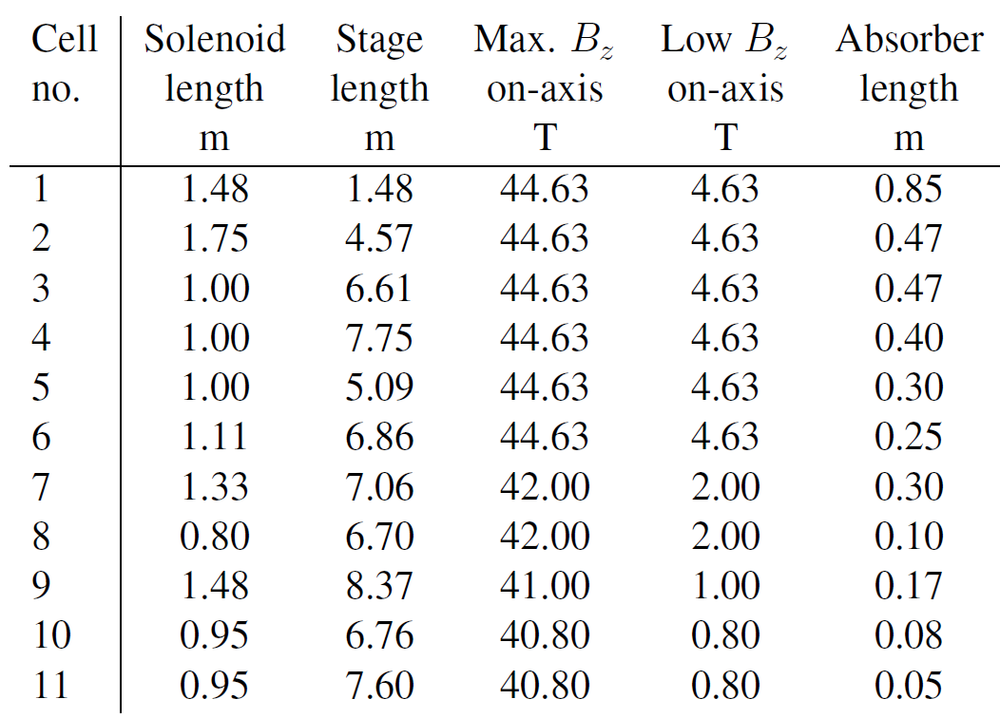 Cell Solenoid Stage Max. B_z Low B_z Absorber
no. length length on-axis on-axis length
m m T T m
1 1.48 1.48 44.63 4.63 0.85
2 1.75 4.57 44.63 4.63 0.47
3 1.00 6.61 44.63 4.63 0.47
4 1.00 7.75 44.63 4.63 0.40
5 1.00 5.09 44.63 4.63 0.30
6 1.11 6.86 44.63 4.63 0.25
7 1.33 7.06 42.00 2.00 0.30
8 0.80 6.70 42.00 2.00 0.10
9 1.48 8.37 41.00 1.00 0.17
10 0.95 6.76 40.80 0.80 0.08
11 0.95 7.60 40.80 0.80 0.05